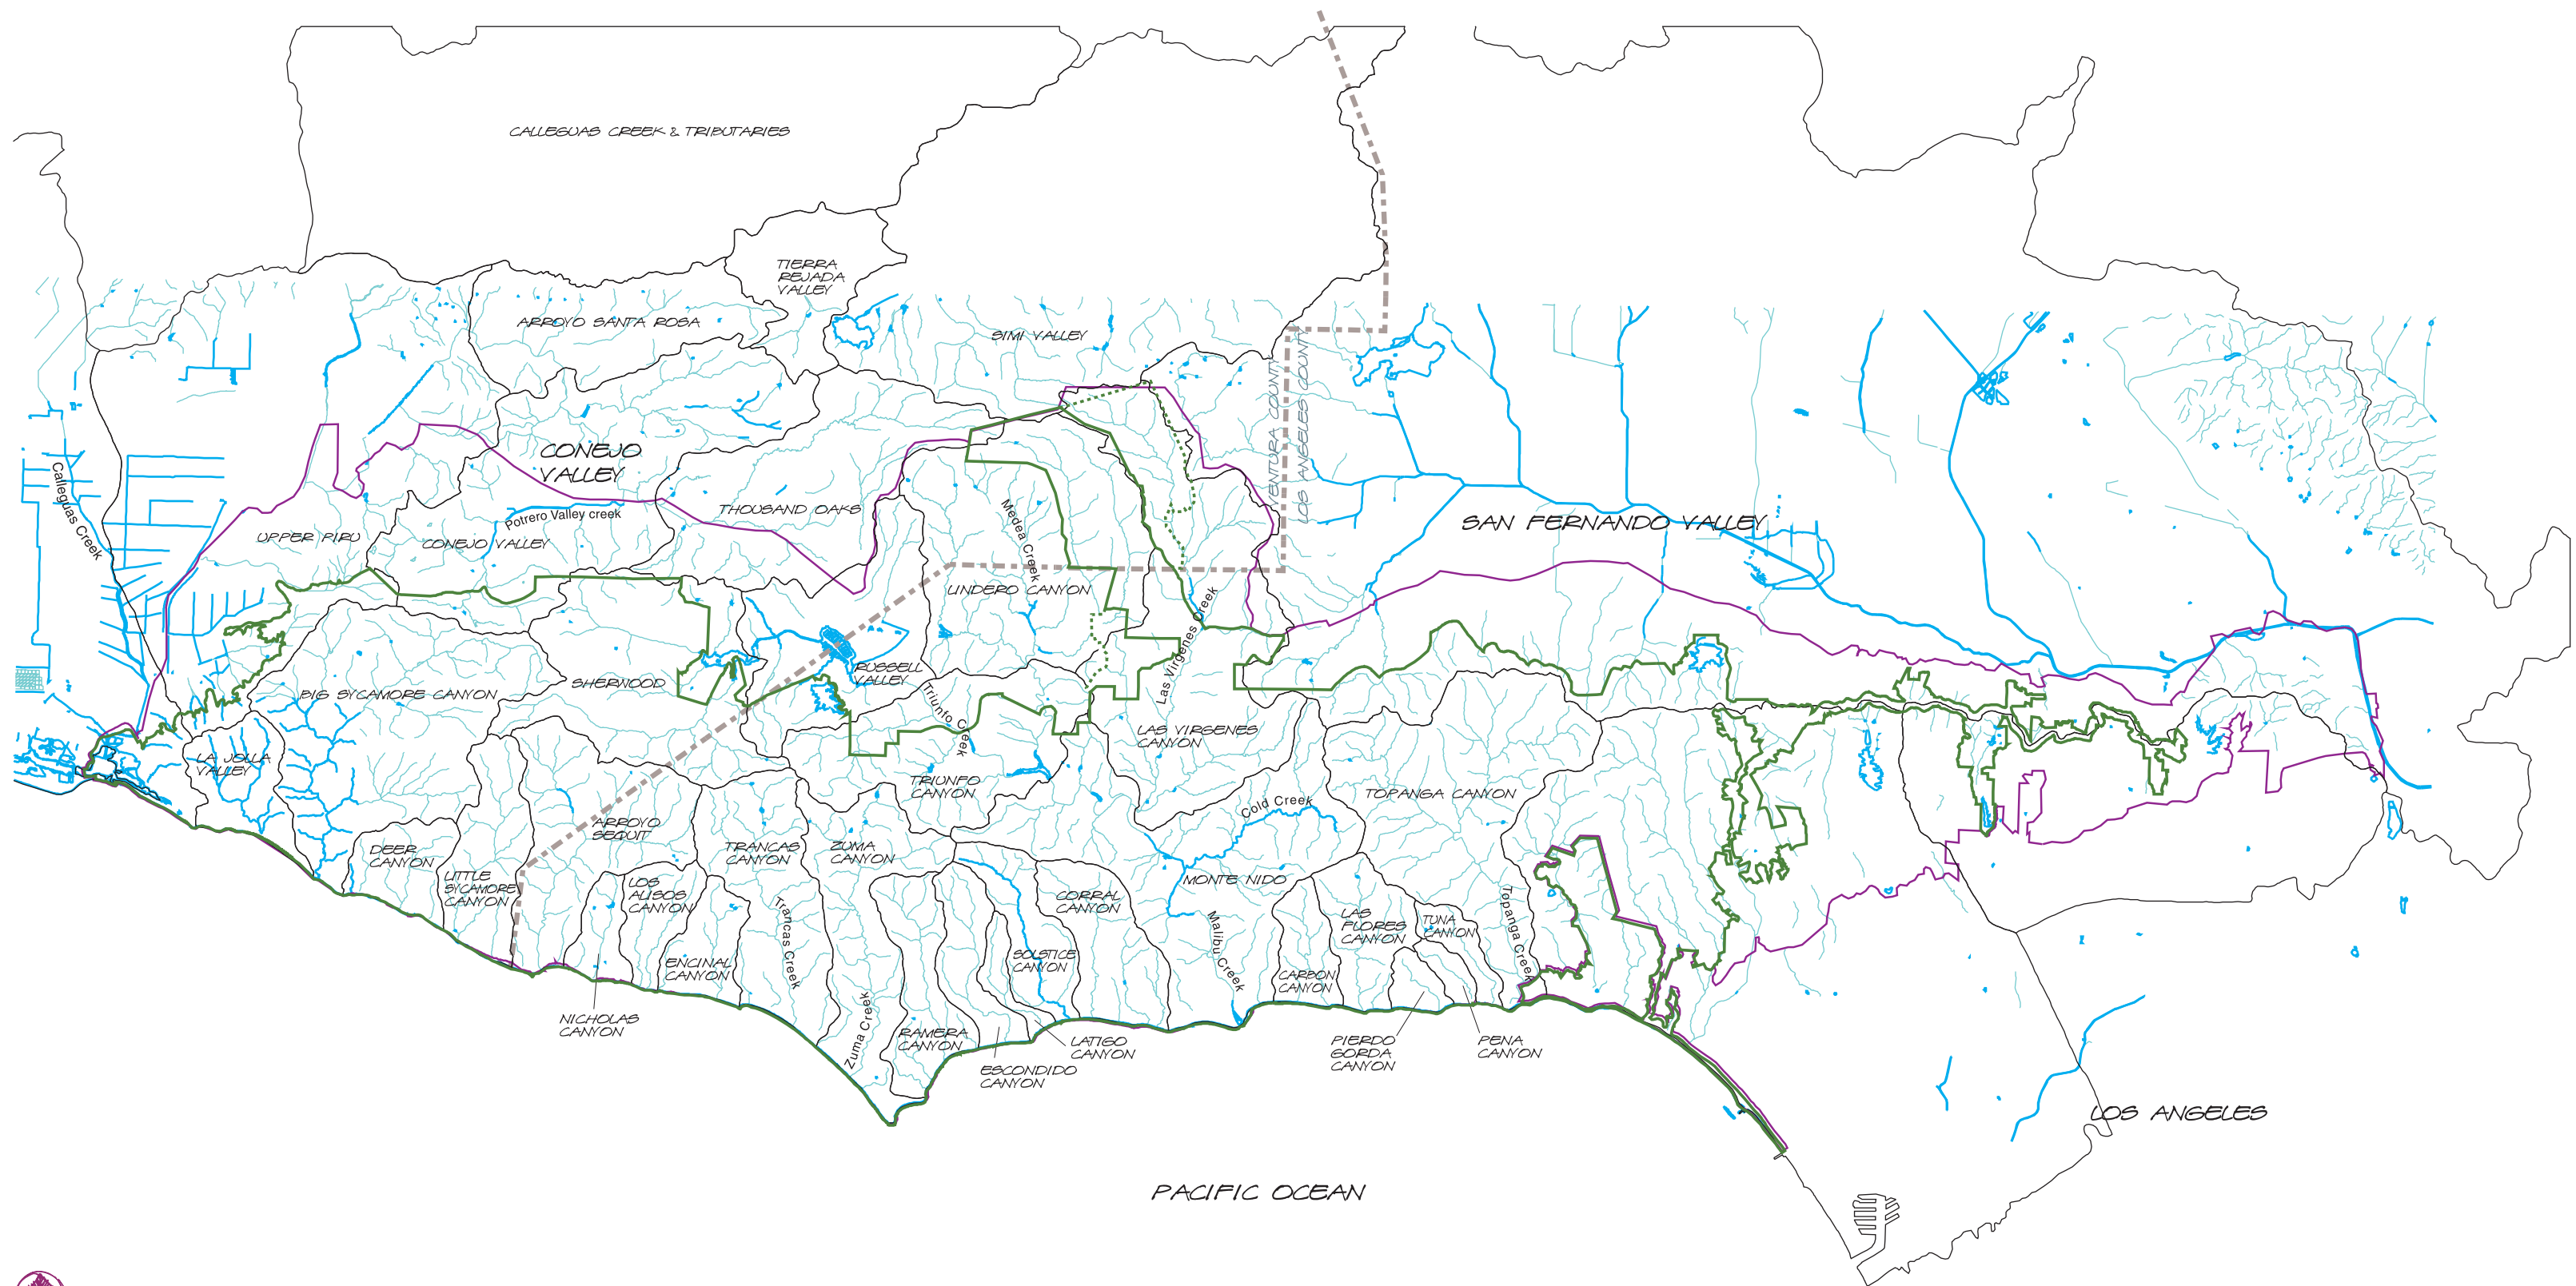 CALLEGUAS CREEK & TRIBUTARIES
TIERRA
REJADA
VALLEY
ARROYO SANTA ROSA
SIMI VALLEY
VENTURA COUNTY
LOS ANGELES COUNTY
CONEJO
VALLEY
Calleguas Creek
Potrero Valley creek
THOUSAND OAKS
Medea Creek
SAN FERNANDO VALLEY
UPPER PIRU
CONEJO VALLEY
LINDERO CANYON
Las Virgenes Creek
RUSSELL
VALLEY
SHERWOOD
BIG SYCAMORE CANYON
Triunfo Creek
LAS VIRGENES
CANYON
LA JOLLA
VALLEY
TRIUNFO
CANYON
TOPANGA CANYON
Cold Creek
ARROYO
SEQUIT
DEER
CANYON
TRANCAS
CANYON
ZUMA
CANYON
LITTLE
SYCAMORE
CANYON
LOS
ALISOS
CANYON
MONTE NIDO
CORRAL
CANYON
LAS
FLORES
CANYON
TUNA
CANYON
Topanga Creek
Trancas Creek
Malibu Creek
SOLSTICE
CANYON
ENCINAL
CANYON
CARBON
CANYON
NICHOLAS
CANYON
Zuma Creek
RAMERA
CANYON
LATIGO
CANYON
PIERDO
GORDA
CANYON
PENA
CANYON
ESCONDIDO
CANYON
LOS ANGELES
PACIFIC OCEAN